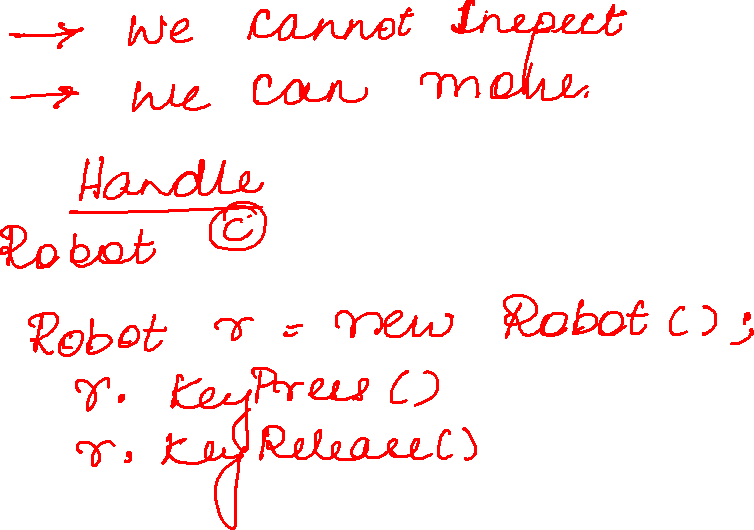 → We cannot Inspect
→ We can move.
Handle
Robot ©
Robot r = new Robot();
r. KeyPress()
r. KeyRelease()